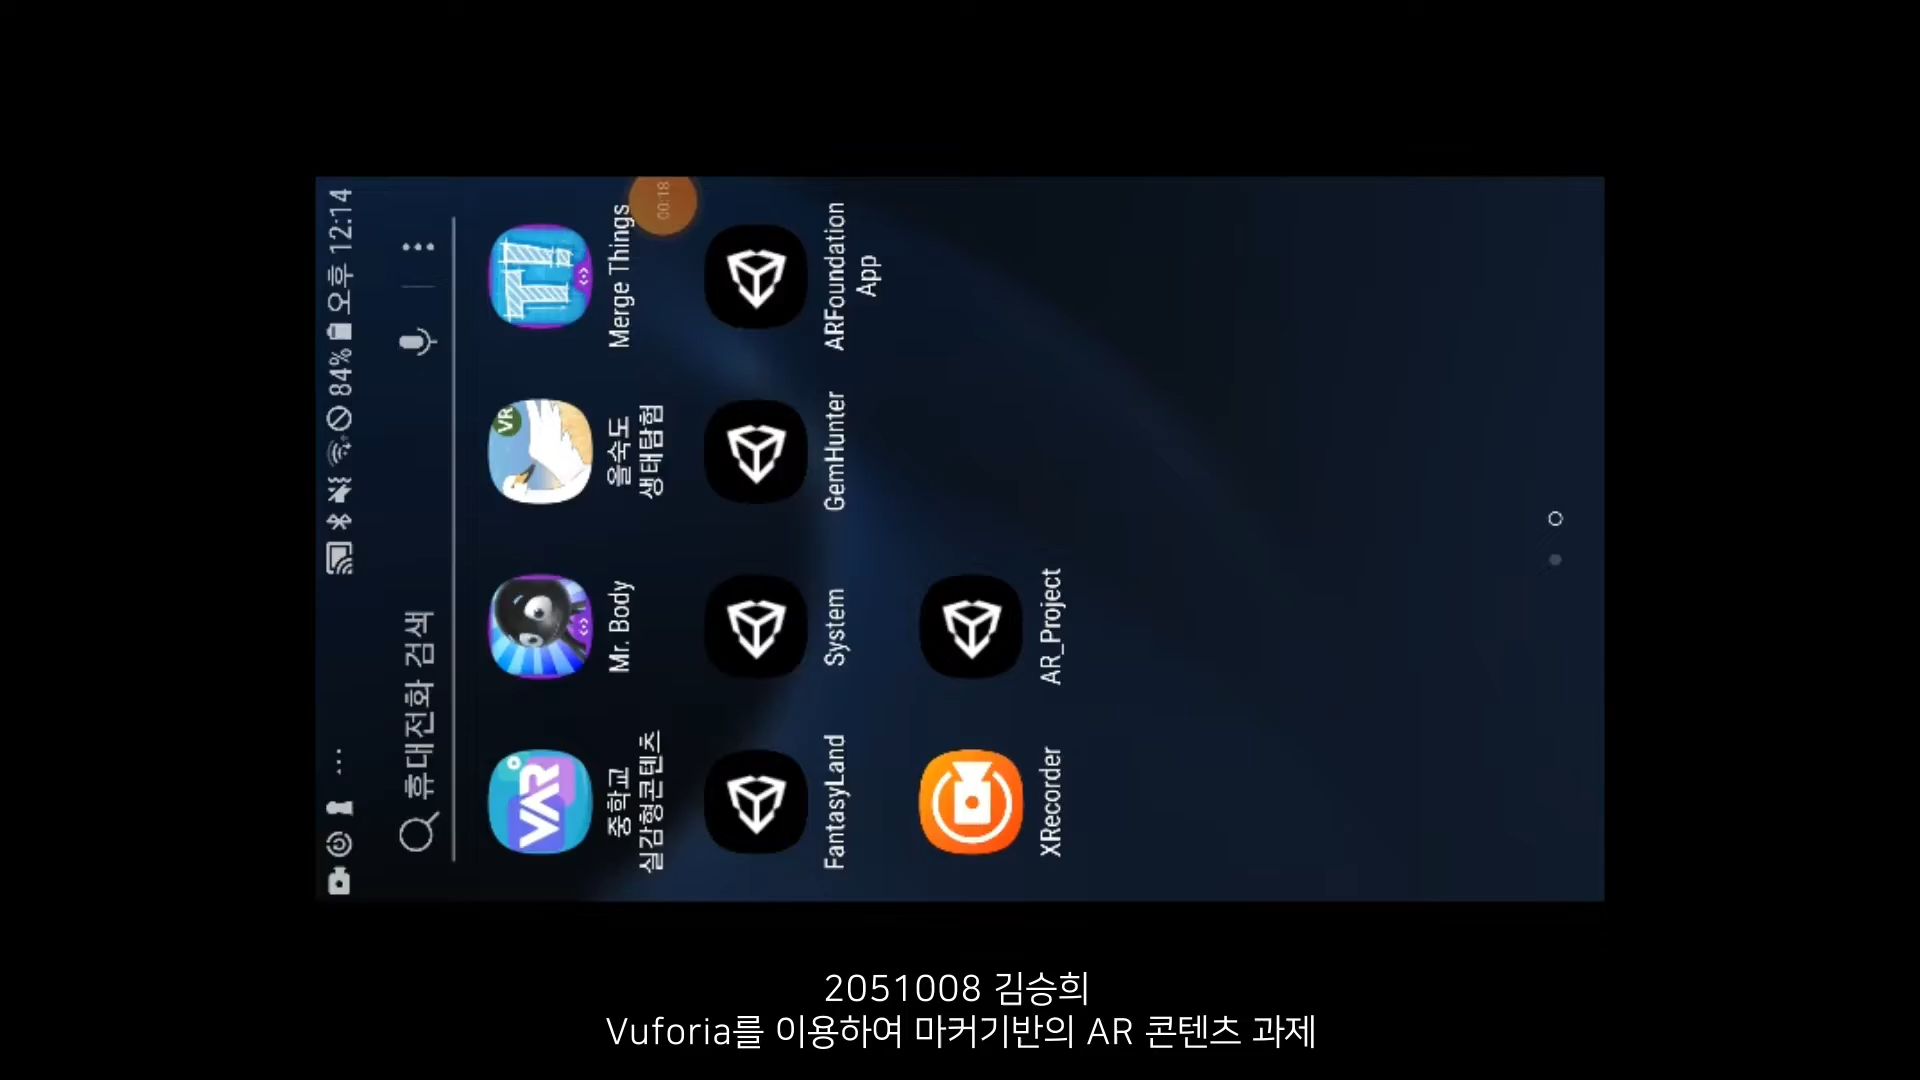 84% 오후 12:14
휴대전화 검색
00:18
VAR
중학교
실감형콘텐츠
Mr. Body
VR
을숙도
생태탐험
Merge Things
FantasyLand
System
GemHunter
ARFoundation
App
XRecorder
AR_Project
2051008 김승희
Vuforia를 이용하여 마커기반의 AR 콘텐츠 과제